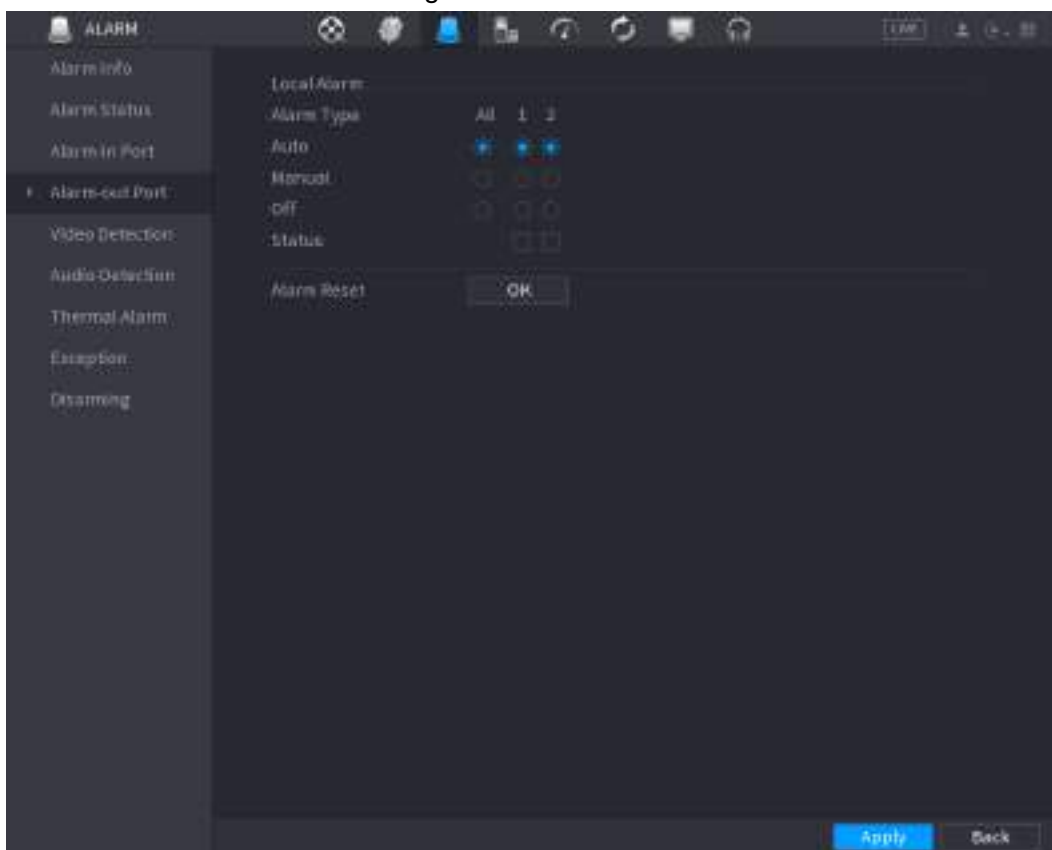 ALARM
LIVE
Alarm Info
Alarm Status
Alarm-in Port
Alarm-out Port
Video Detection
Audio Detection
Thermal Alarm
Exception
Disarming
Local Alarm
Alarm Type All 1 2
Auto
Manual
Off
Status
Alarm Reset OK
Apply Back